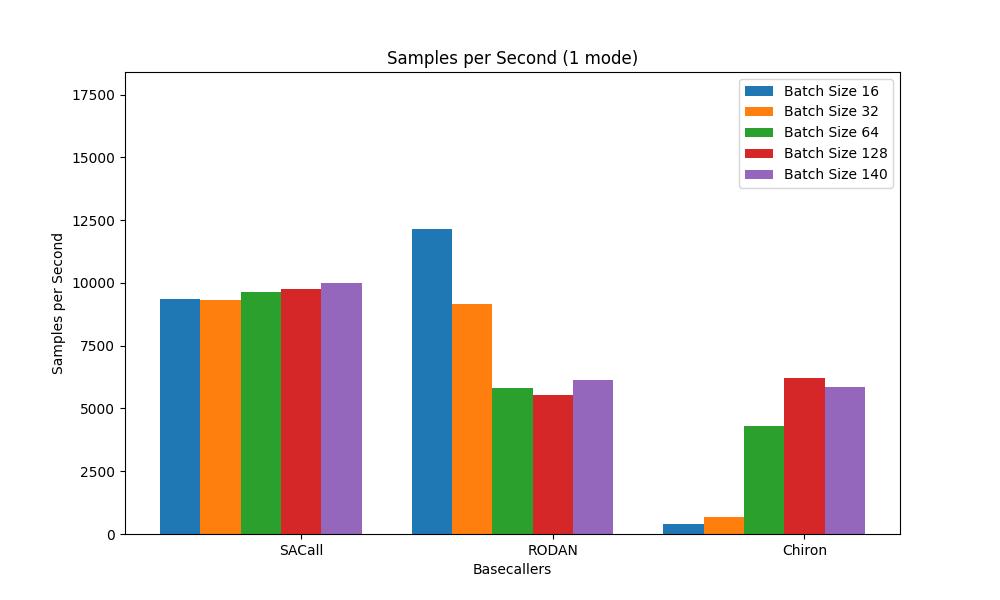 Samples per Second (1 mode)
17500
15000
12500
10000
7500
5000
2500
0
Samples per Second
Batch Size 16
Batch Size 32
Batch Size 64
Batch Size 128
Batch Size 140
SACall
RODAN
Chiron
Basecallers